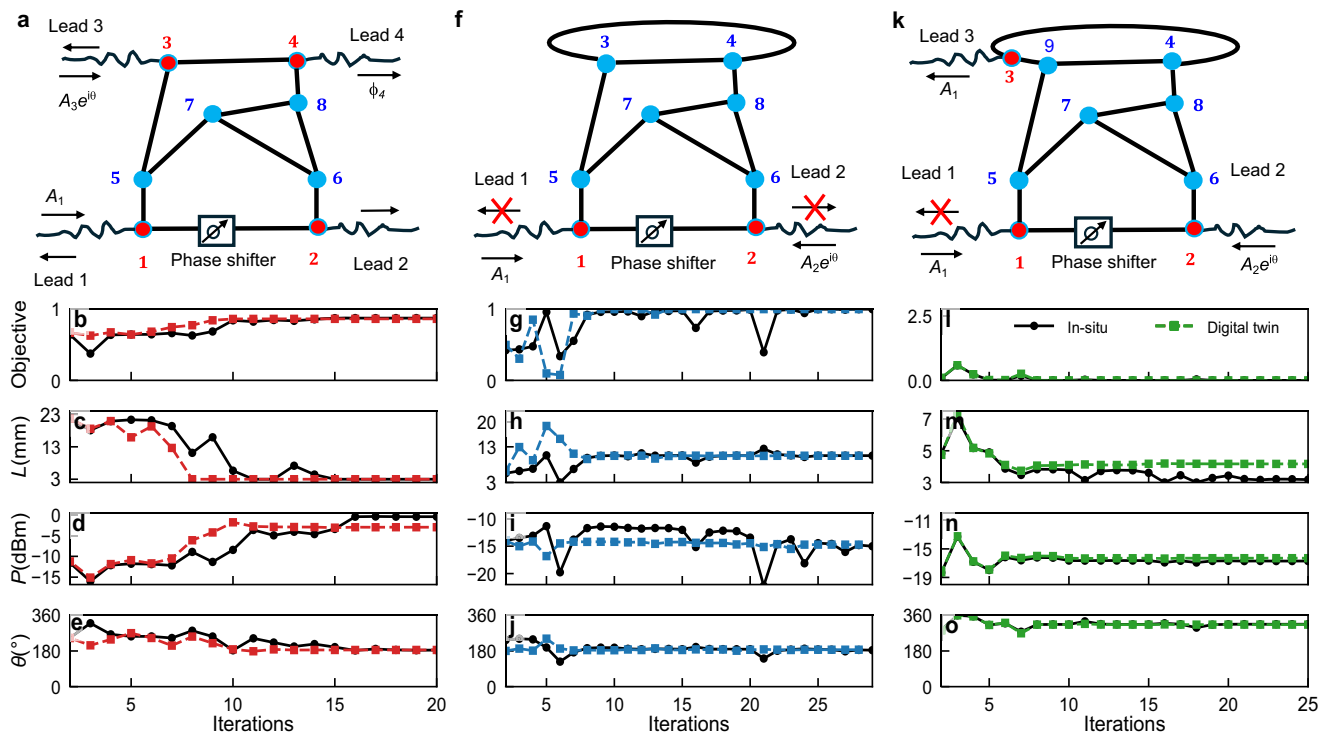 a
Lead 3
3
4
Lead 4
A₃e^iθ
ϕ₄
7
8
5
6
A₁
Lead 1
1
Phase shifter
2
Lead 2
f
3
4
7
8
5
6
Lead 1
Lead 2
A₁
1
Phase shifter
2
A₂e^iθ
k
Lead 3
A₁
3
9
4
7
8
5
6
Lead 1
Lead 2
A₁
1
Phase shifter
2
A₂e^iθ
b
Objective
1
0
c
L(mm)
23
13
3
d
P(dBm)
0
−5
−10
−15
e
θ(°)
360
180
0
5
10
15
20
Iterations
g
1
0
h
20
13
3
i
−10
−15
−20
j
360
180
0
5
10
15
20
25
Iterations
l
2.5
0.0
In-situ
Digital twin
m
7
5
3
n
−11
−15
−19
o
360
180
0
5
10
15
20
25
Iterations